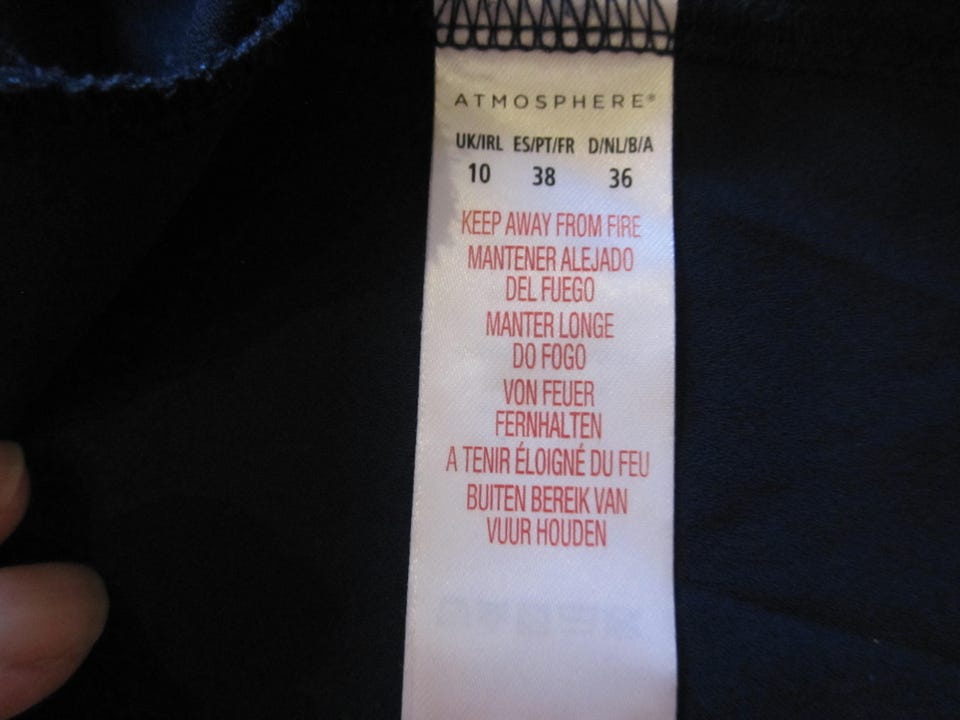 ATMOSPHERE®
UK/IRL ES/PT/FR D/NL/B/A
10 38 36
KEEP AWAY FROM FIRE
MANTENER ALEJADO
DEL FUEGO
MANTER LONGE
DO FOGO
VON FEUER
FERNHALTEN
A TENIR ÉLOIGNÉ DU FEU
BUITEN BEREIK VAN
VUUR HOUDEN